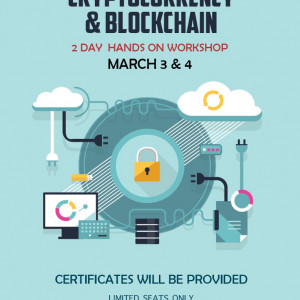 CRYPTOCURRENCY
& BLOCKCHAIN
2 DAY HANDS ON WORKSHOP
MARCH 3 & 4
CERTIFICATES WILL BE PROVIDED
LIMITED SEATS ONLY